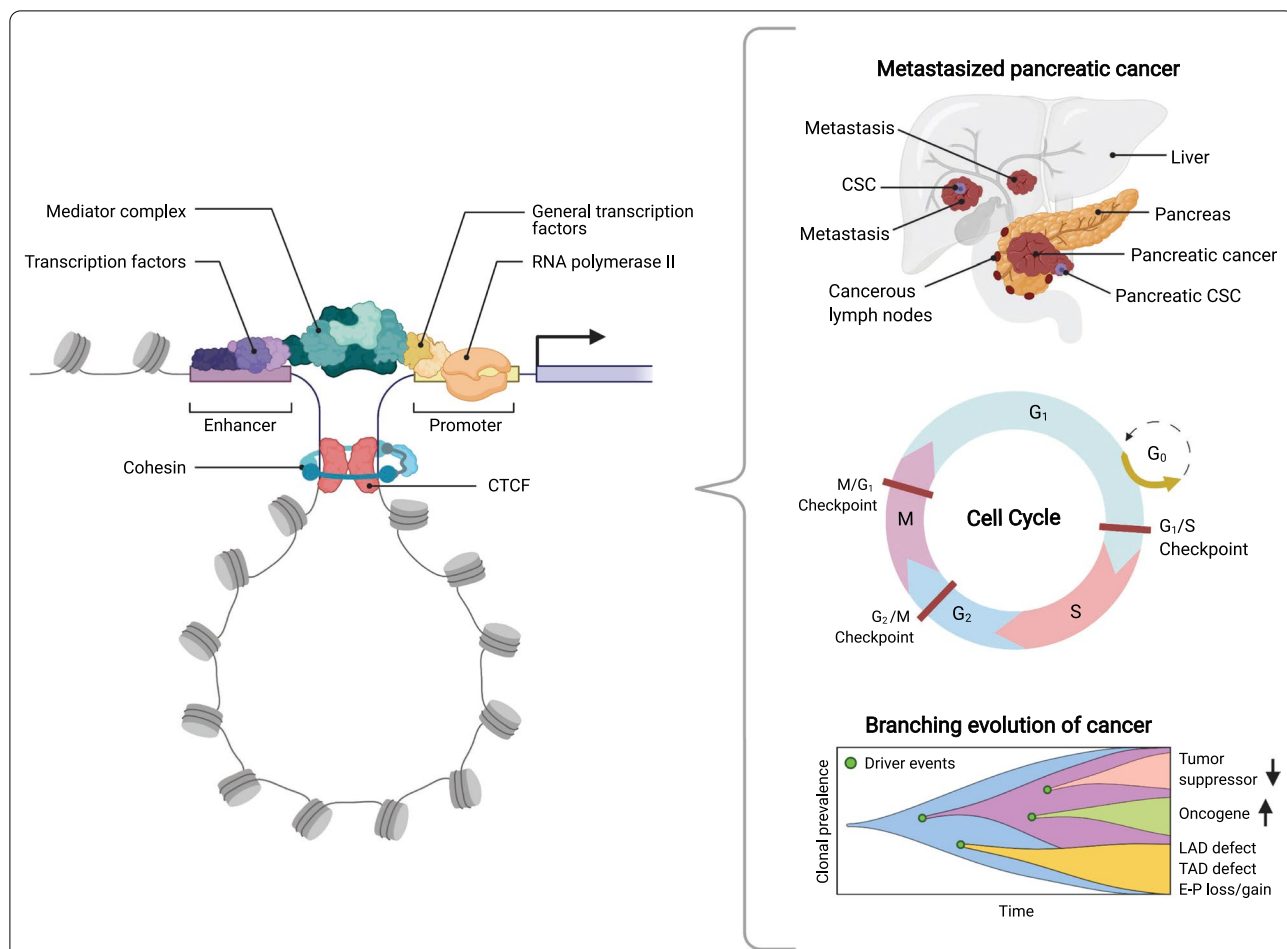 Mediator complex
General transcription
factors
Transcription factors
RNA polymerase II
Enhancer
Promoter
Cohesin
CTCF
Metastasized pancreatic cancer
Metastasis
Liver
CSC
Pancreas
Metastasis
Pancreatic cancer
Cancerous
lymph nodes
Pancreatic CSC
G₁
G₀
M/G₁
Checkpoint
M
Cell Cycle
G₁/S
Checkpoint
G₂/M
Checkpoint
G₂
S
Branching evolution of cancer
Driver events
Clonal prevalence
Time
Tumor
suppressor
Oncogene
LAD defect
TAD defect
E-P loss/gain